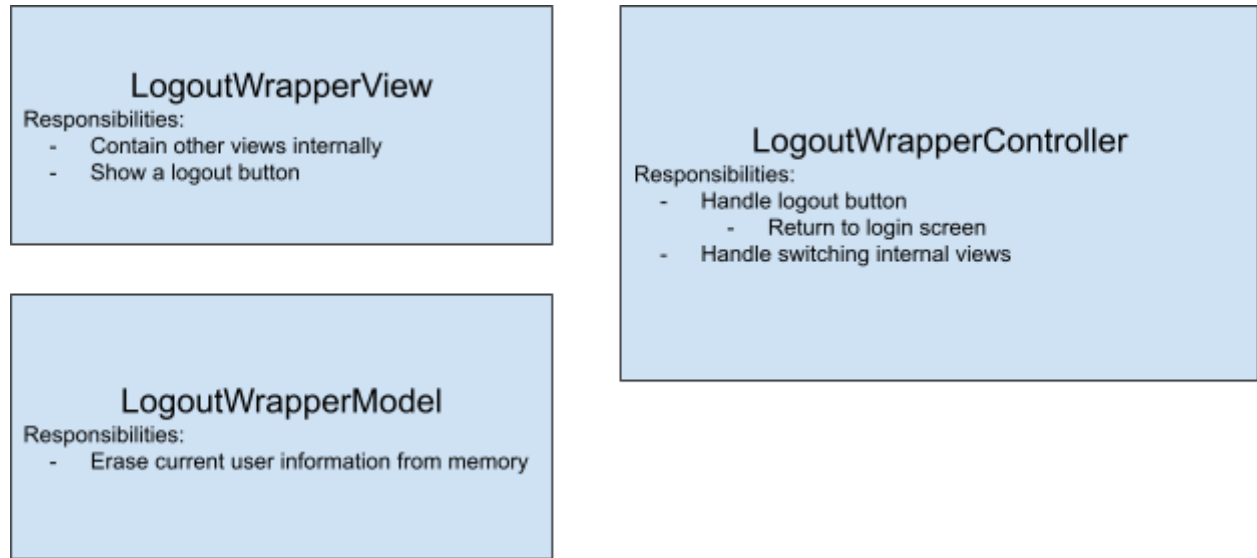 LogoutWrapperView
Responsibilities:
- Contain other views internally
- Show a logout button
LogoutWrapperController
Responsibilities:
- Handle logout button
- Return to login screen
- Handle switching internal views
LogoutWrapperModel
Responsibilities:
- Erase current user information from memory